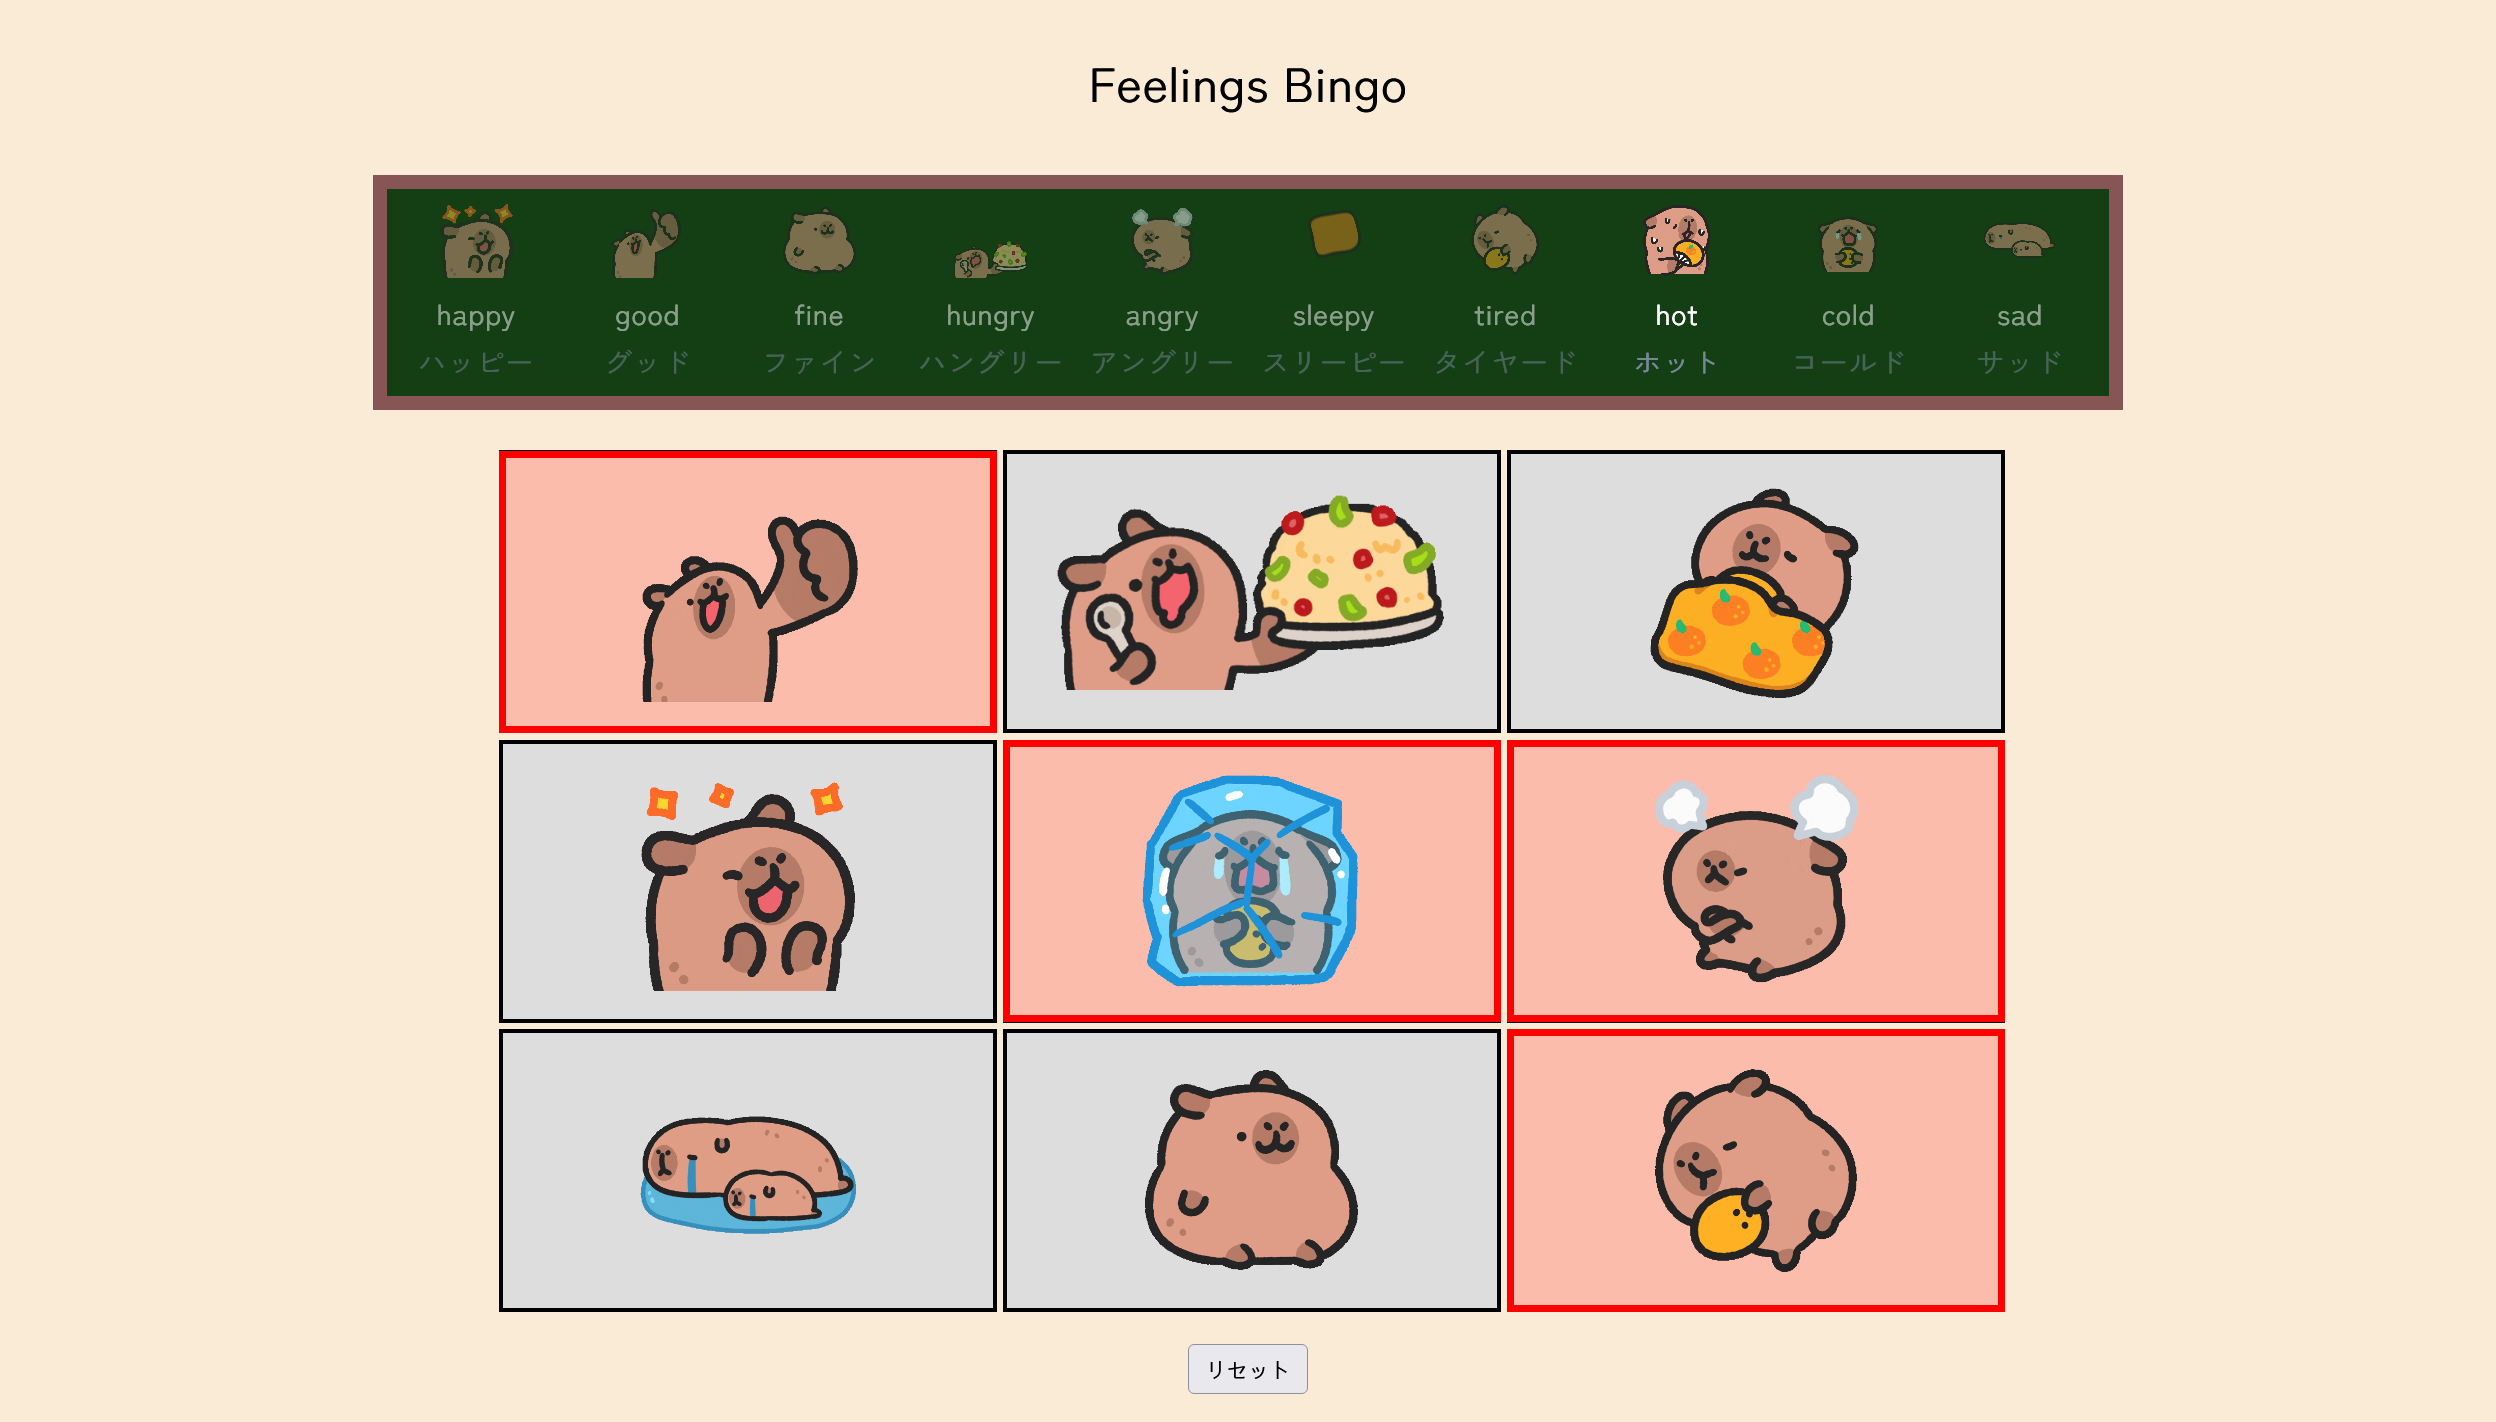 Feelings Bingo
happy good fine hungry angry sleepy tired hot cold sad
ハッピー グッド ファイン ハングリー アングリー スリーピー タイヤード ホット コールド サッド
リセット